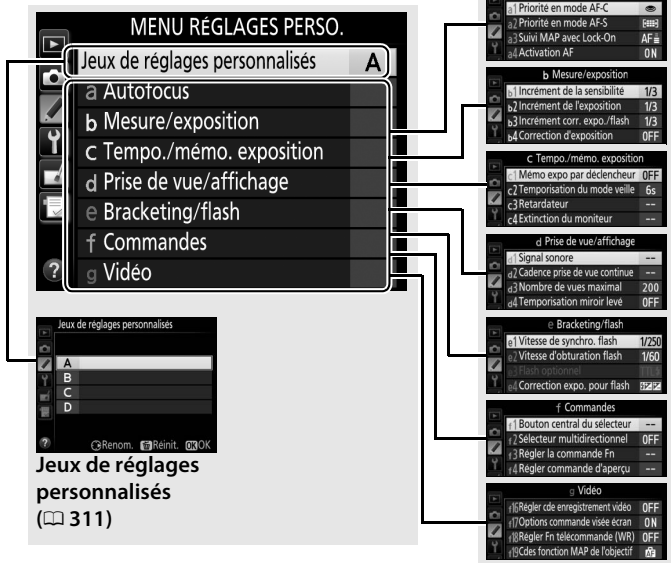 MENU RÉGLAGES PERSO.
Jeux de réglages personnalisés A
a Autofocus
b Mesure/exposition
c Tempo./mémo. exposition
d Prise de vue/affichage
e Bracketing/flash
f Commandes
g Vidéo
?
Jeux de réglages personnalisés
A
B
C
D
?
Renom. Réinit. OK OK
Jeux de réglages
personnalisés
( 311)
a1 Priorité en mode AF-C
a2 Priorité en mode AF-S
a3 Suivi MAP avec Lock-On AF
a4 Activation AF ON
b Mesure/exposition
b1 Incrément de la sensibilité 1/3
b2 Incrément de l'exposition 1/3
b3 Incrément corr. expo./flash 1/3
b4 Correction d'exposition OFF
c Tempo./mémo. exposition
c1 Mémo expo par déclencheur OFF
c2 Temporisation du mode veille 6s
c3 Retardateur --
c4 Extinction du moniteur --
d Prise de vue/affichage
d1 Signal sonore --
d2 Cadence prise de vue continue --
d3 Nombre de vues maximal 200
d4 Temporisation miroir levé OFF
e Bracketing/flash
e1 Vitesse de synchro. flash 1/250
e2 Vitesse d'obturation flash 1/60
e3 Flash optionnel TTL
e4 Correction expo. pour flash
f Commandes
f1 Bouton central du sélecteur --
f2 Sélecteur multidirectionnel OFF
f3 Régler la commande Fn --
f4 Régler commande d'aperçu --
g Vidéo
f16 Régler cde enregistrement vidéo OFF
f17 Options commande visée écran ON
f18 Régler Fn télécommande (WR) OFF
f19 Cdes fonction MAP de l'objectif